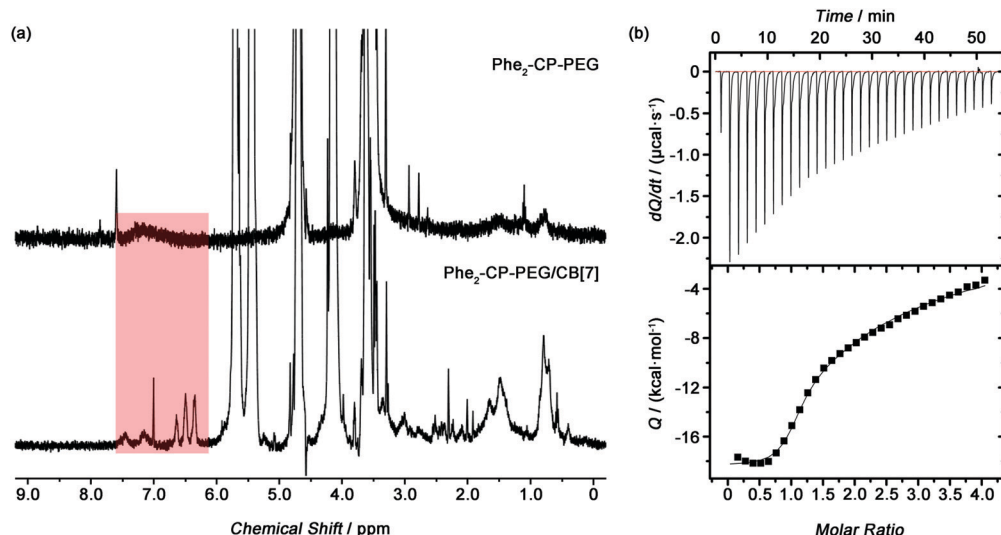 (a)
Phe₂-CP-PEG
Phe₂-CP-PEG/CB[7]
9.0 8.0 7.0 6.0 5.0 4.0 3.0 2.0 1.0 0
Chemical Shift / ppm
(b)
Time / min
0 10 20 30 40 50
0
-0.5
-1.0
-1.5
-2.0
dQ/dt / (μcal·s⁻¹)
-4
-8
-12
-16
Q / (kcal·mol⁻¹)
0 0.5 1.0 1.5 2.0 2.5 3.0 3.5 4.0
Molar Ratio